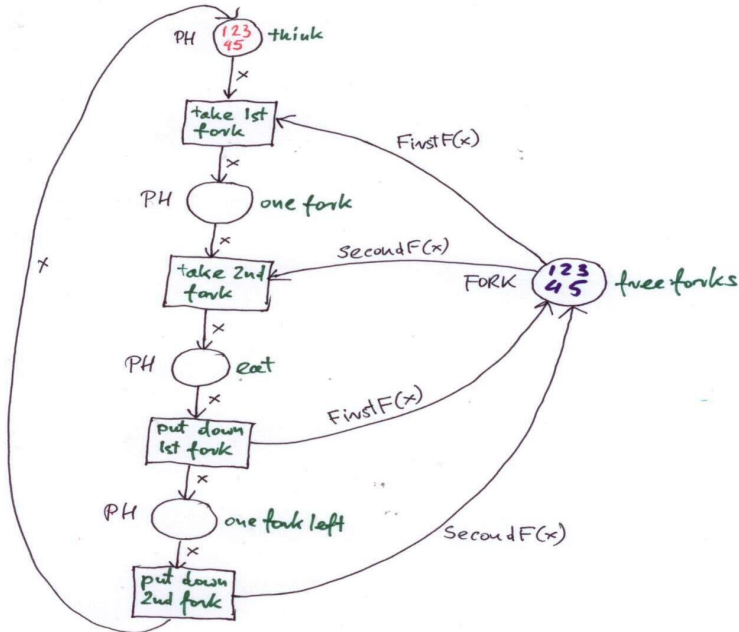 PH
123
45
think
x
take 1st
fork
FirstF(x)
x
PH
one fork
x
SecondF(x)
take 2nd
fork
x
FORK
123
45
free forks
x
PH
eat
x
FirstF(x)
put down
1st fork
x
PH
one fork left
x
SecondF(x)
put down
2nd fork